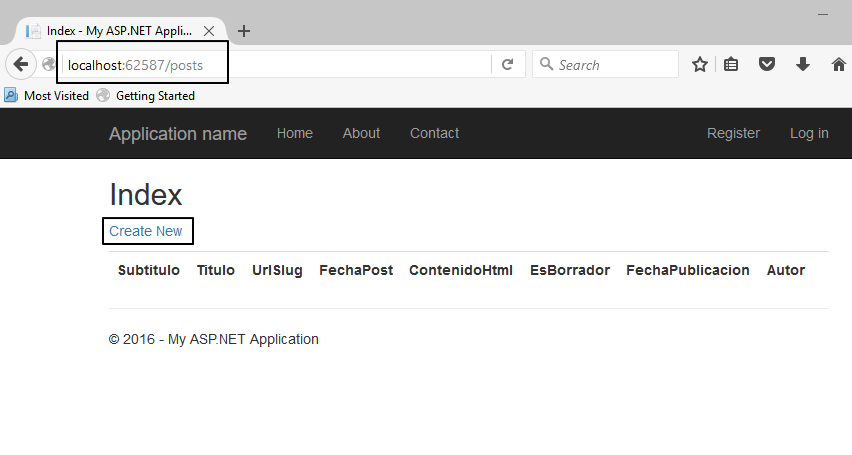 Index - My ASP.NET Appli...
localhost:62587/posts
Search
Most Visited Getting Started
Application name Home About Contact Register Log in
Index
Create New
Subtitulo Titulo UrlSlug FechaPost ContenidoHtml EsBorrador FechaPublicacion Autor
© 2016 - My ASP.NET Application